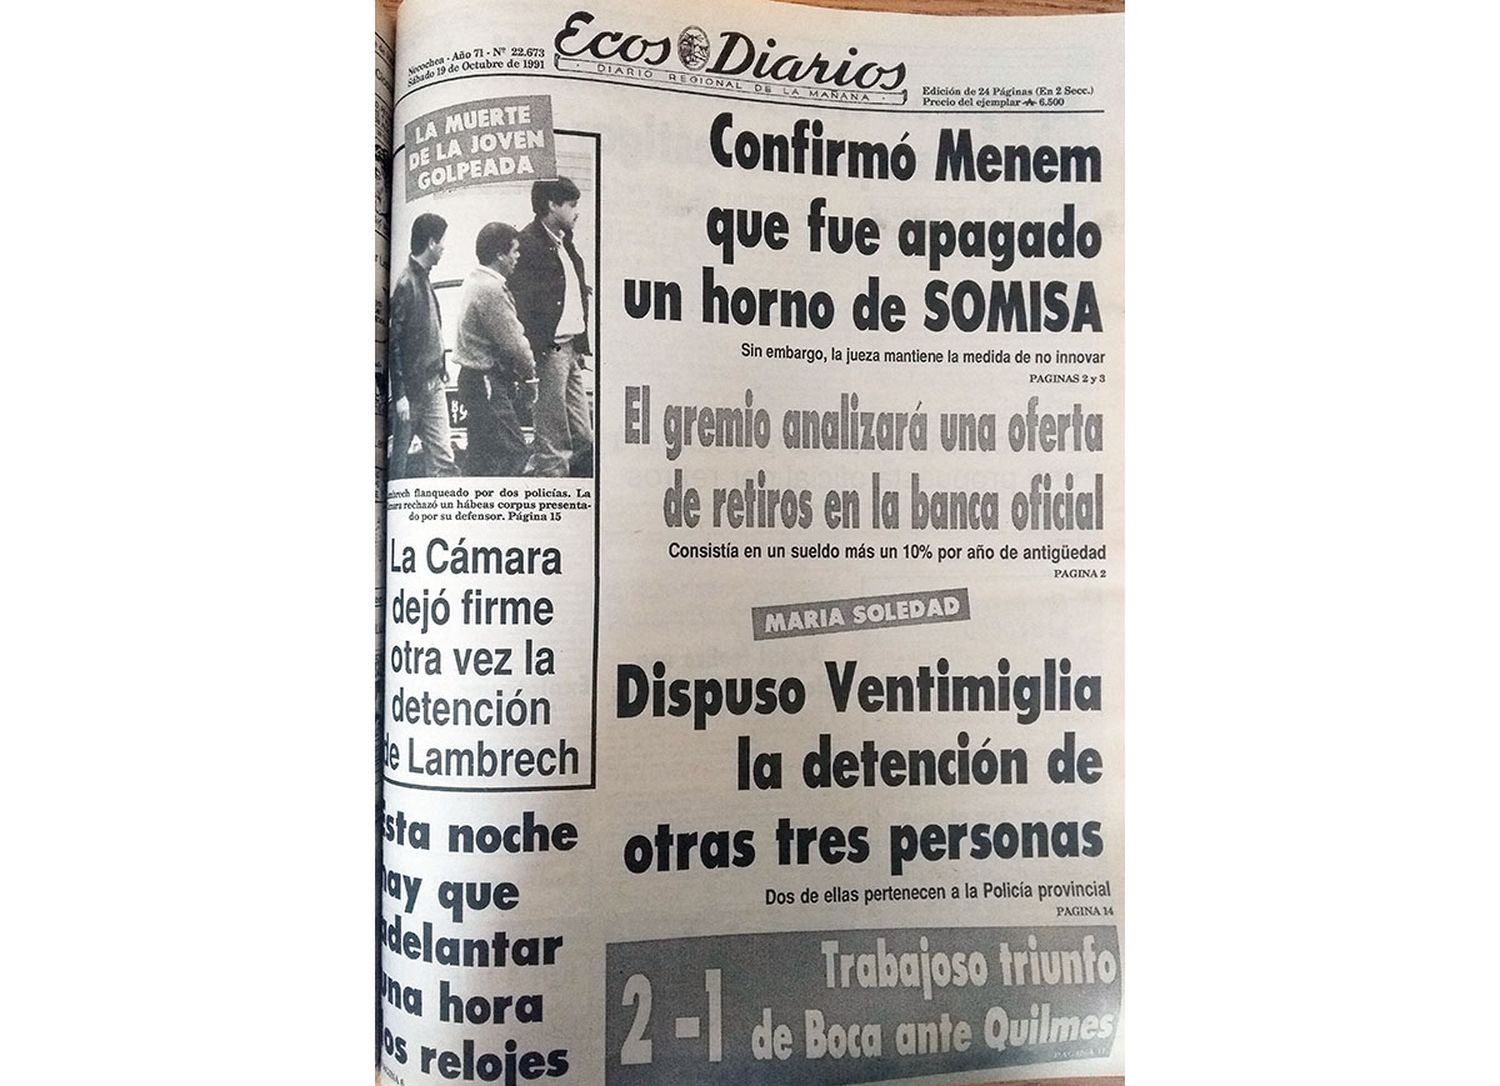 Necochea - Año 71 - Nº 22.673
Sábado 19 de Octubre de 1991
Ecos Diarios
DIARIO REGIONAL DE LA MAÑANA
Edición de 24 Páginas (En 2 Secc.)
Precio del ejemplar ₳ 6.500
LA MUERTE
DE LA JOVEN
GOLPEADA
mbrech flanqueado por dos policías. La
mara rechazó un hábeas corpus presenta-
do por su defensor. Página 15
La Cámara
dejó firme
otra vez la
detención
de Lambrech
Esta noche
hay que
adelantar
una hora
los relojes
Confirmó Menem
que fue apagado
un horno de SOMISA
Sin embargo, la jueza mantiene la medida de no innovar
PAGINAS 2 y 3
El gremio analizará una oferta
de retiros en la banca oficial
Consistía en un sueldo más un 10% por año de antigüedad
PAGINA 2
MARIA SOLEDAD
Dispuso Ventimiglia
la detención de
otras tres personas
Dos de ellas pertenecen a la Policía provincial
PAGINA 14
2-1
Trabajoso triunfo
de Boca ante Quilmes